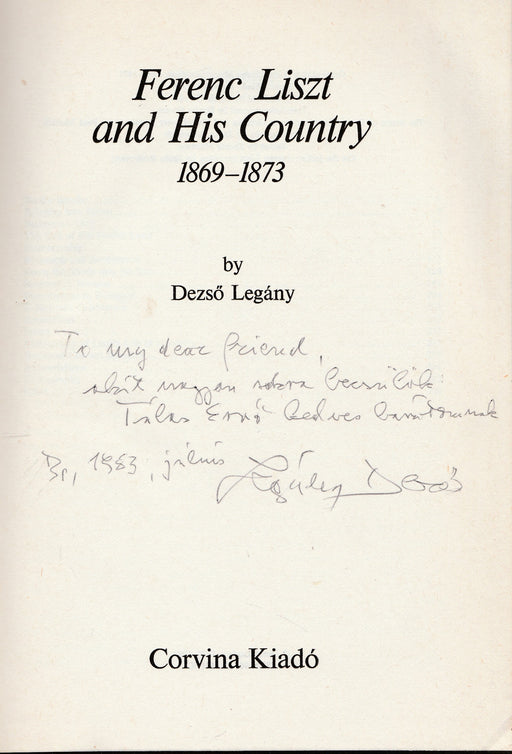 Ferenc Liszt
and His Country
1869–1873
by
Dezső Legány
To my dear friend,
akit nagyon sokra becsülök:
Tálas Ernő kedves barátomnak
Bp, 1983, július Legány Dezső
Corvina Kiadó